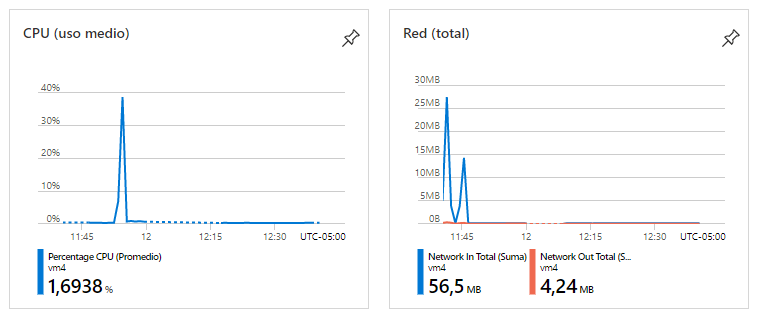 CPU (uso medio)
40%
30%
20%
10%
0%
11:45 12 12:15 12:30 UTC-05:00
Percentage CPU (Promedio)
vm4
1,6938 %
Red (total)
30MB
25MB
20MB
15MB
10MB
5MB
0B
11:45 12 12:15 12:30 UTC-05:00
Network In Total (Suma)
vm4
56,5 MB
Network Out Total (S...
vm4
4,24 MB